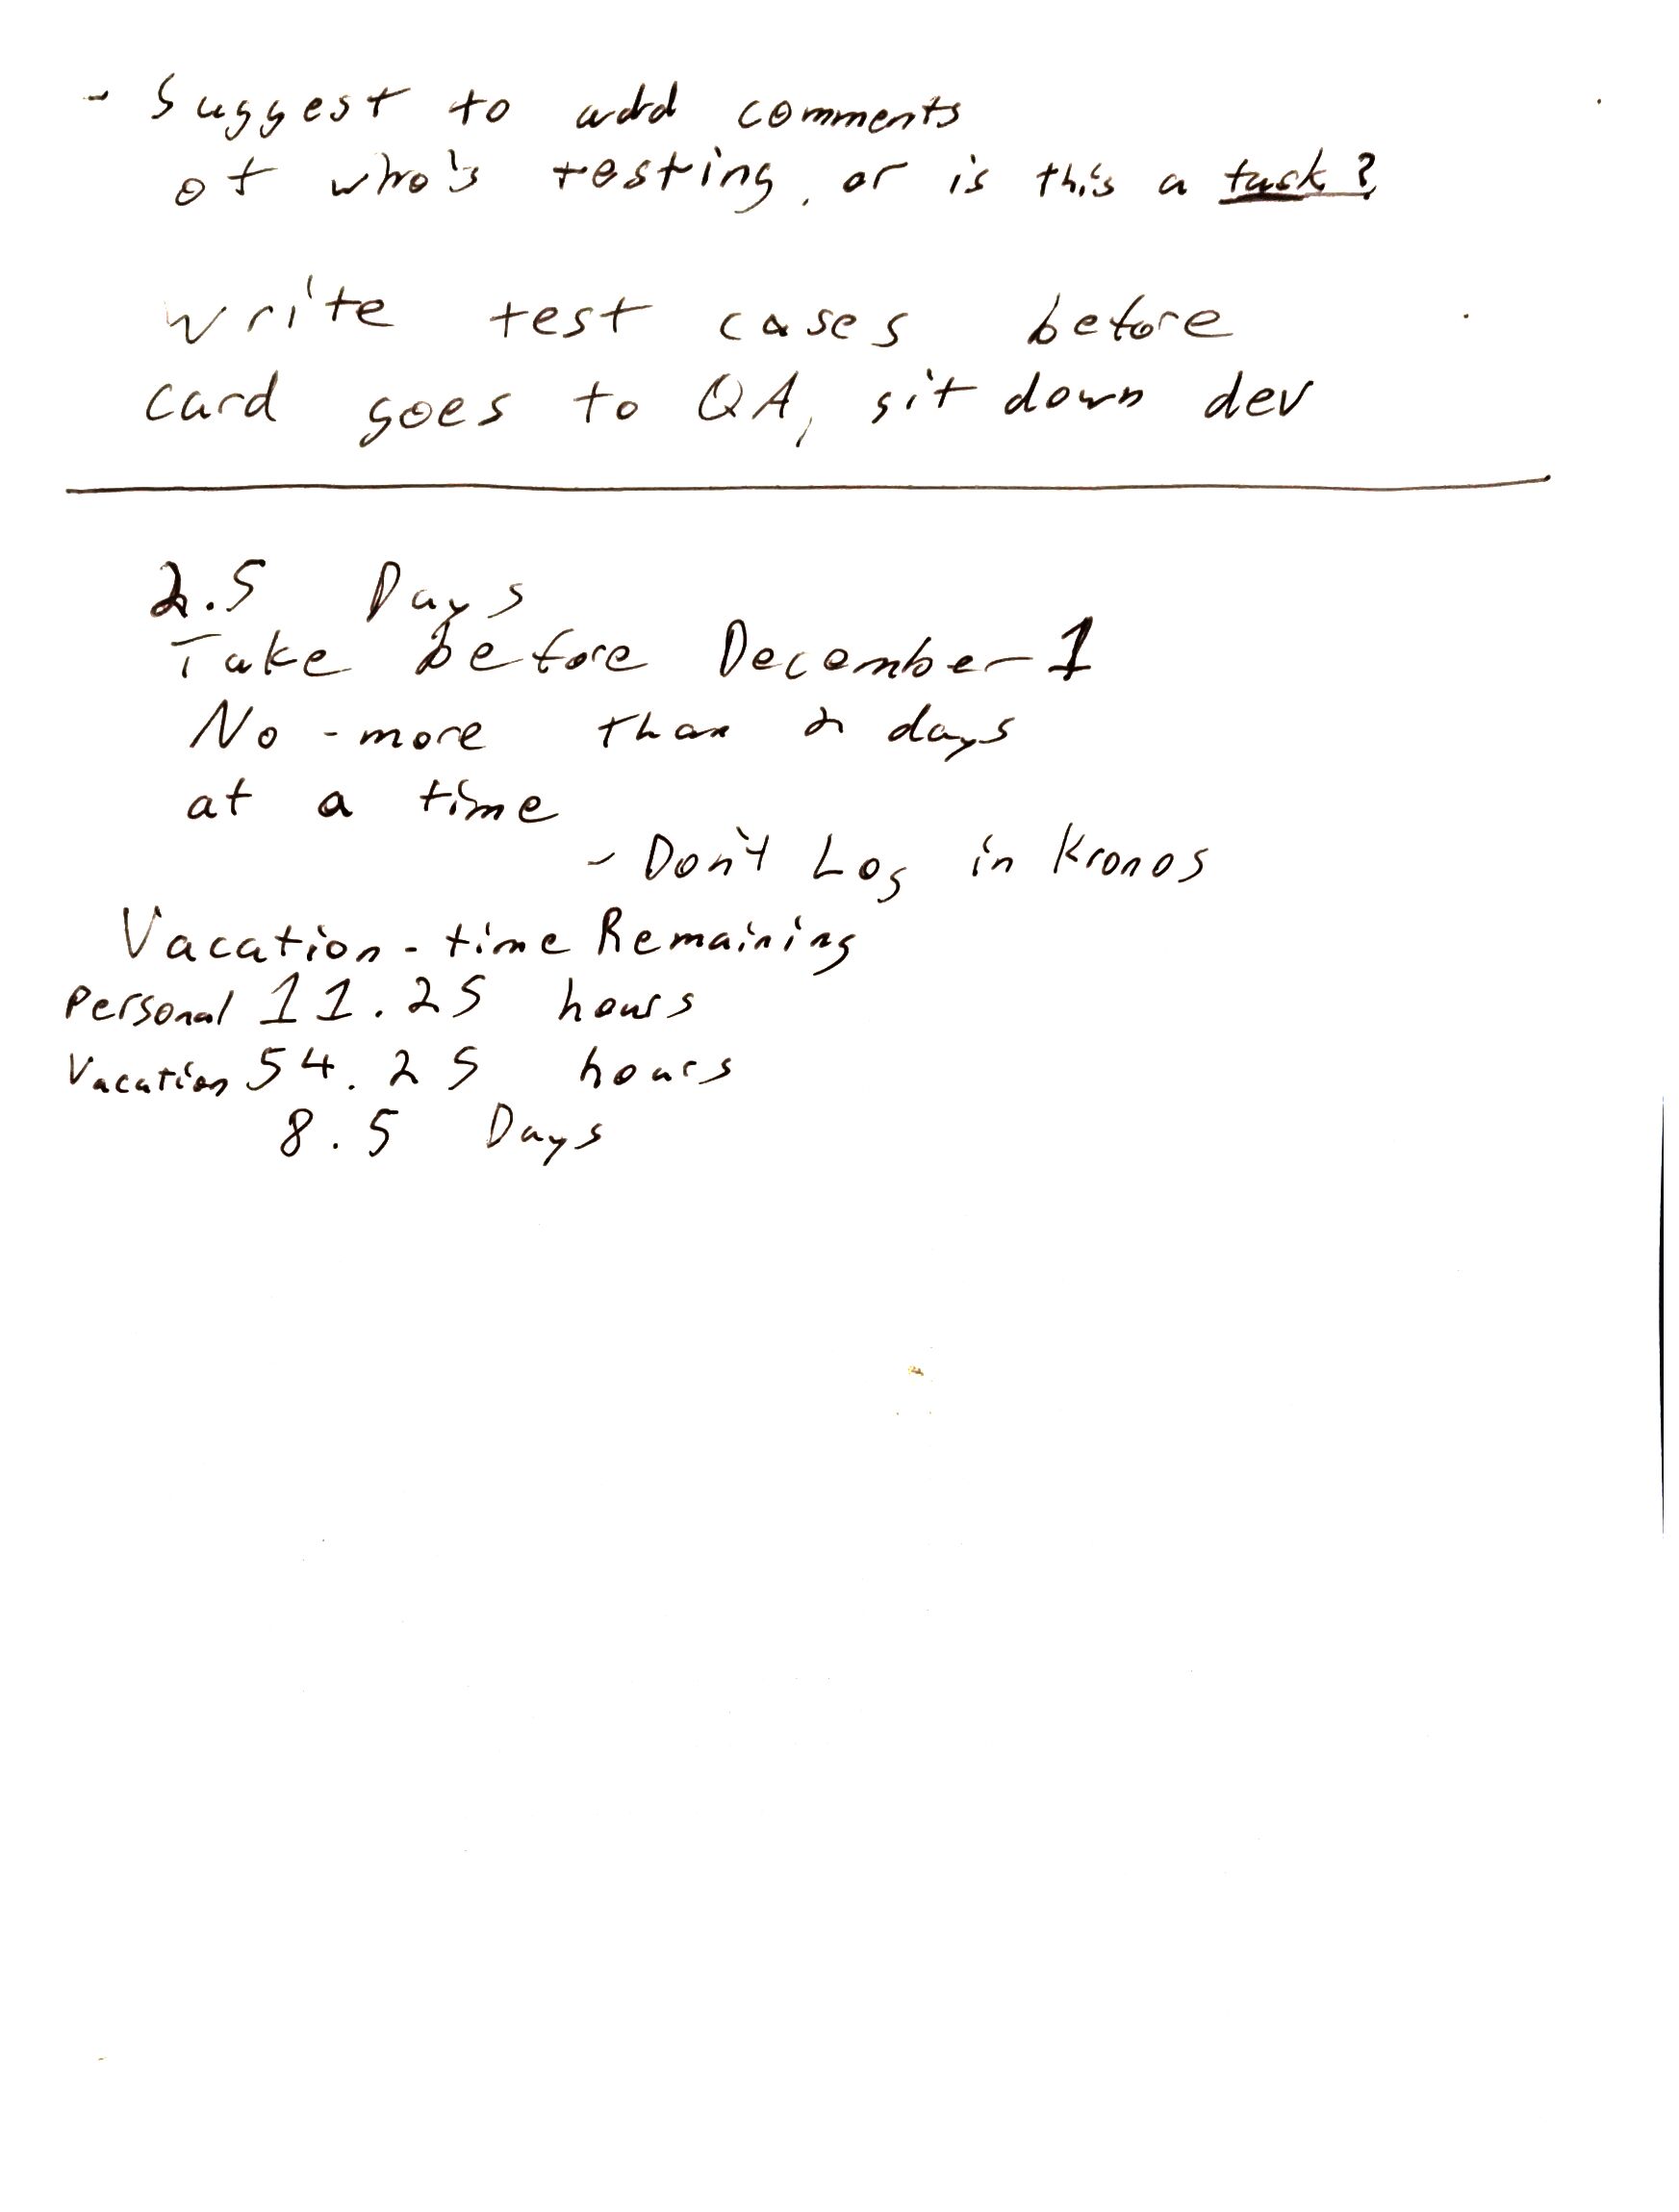 - Suggest to add comments
of who's testing, or is this a task?
write test cases before
card goes to QA, sit down dev
2.5 Days
Take before December 1
No - more than 2 days
at a time
- Don't Log in Kronos
Vacation - time Remaining
Personal 11.25 hours
Vacation 54.25 hours
8.5 Days